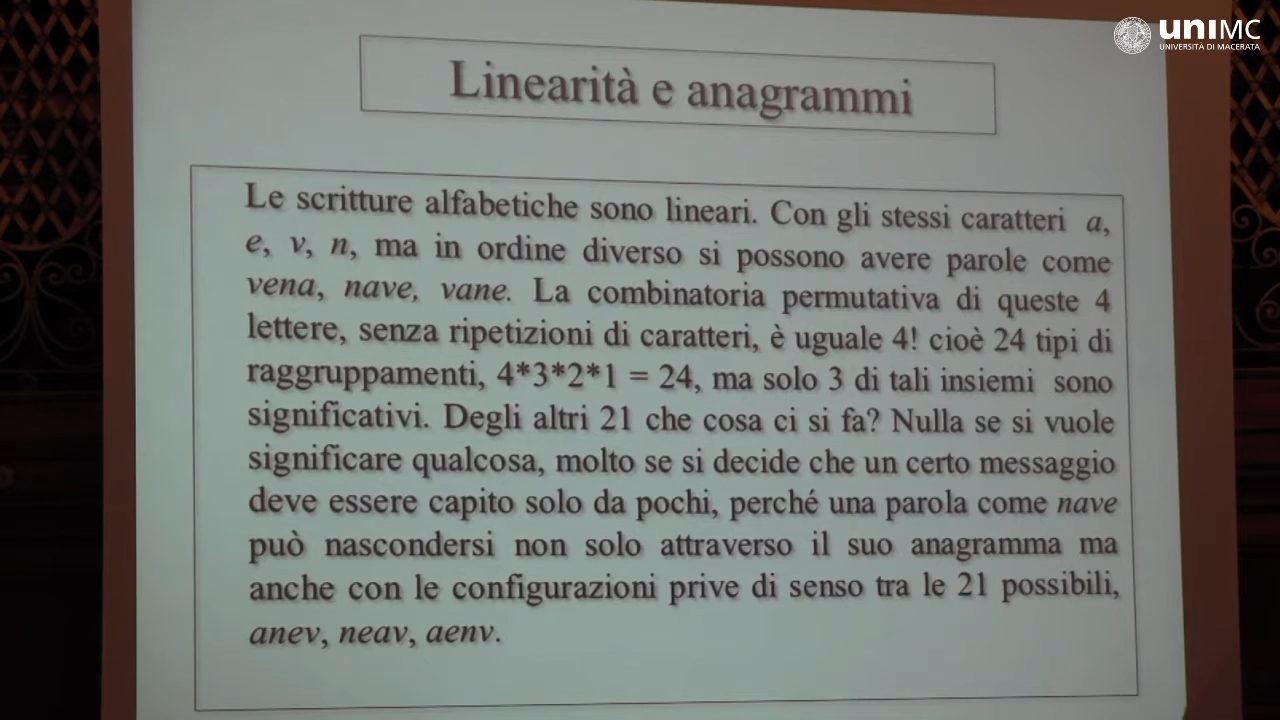 uniMC
UNIVERSITÀ DI MACERATA
Linearità e anagrammi
Le scritture alfabetiche sono lineari. Con gli stessi caratteri a,
e, v, n, ma in ordine diverso si possono avere parole come
vena, nave, vane. La combinatoria permutativa di queste 4
lettere, senza ripetizioni di caratteri, è uguale 4! cioè 24 tipi di
raggruppamenti, 4*3*2*1 = 24, ma solo 3 di tali insiemi sono
significativi. Degli altri 21 che cosa ci si fa? Nulla se si vuole
significare qualcosa, molto se si decide che un certo messaggio
deve essere capito solo da pochi, perché una parola come nave
può nascondersi non solo attraverso il suo anagramma ma
anche con le configurazioni prive di senso tra le 21 possibili,
anev, neav, aenv.